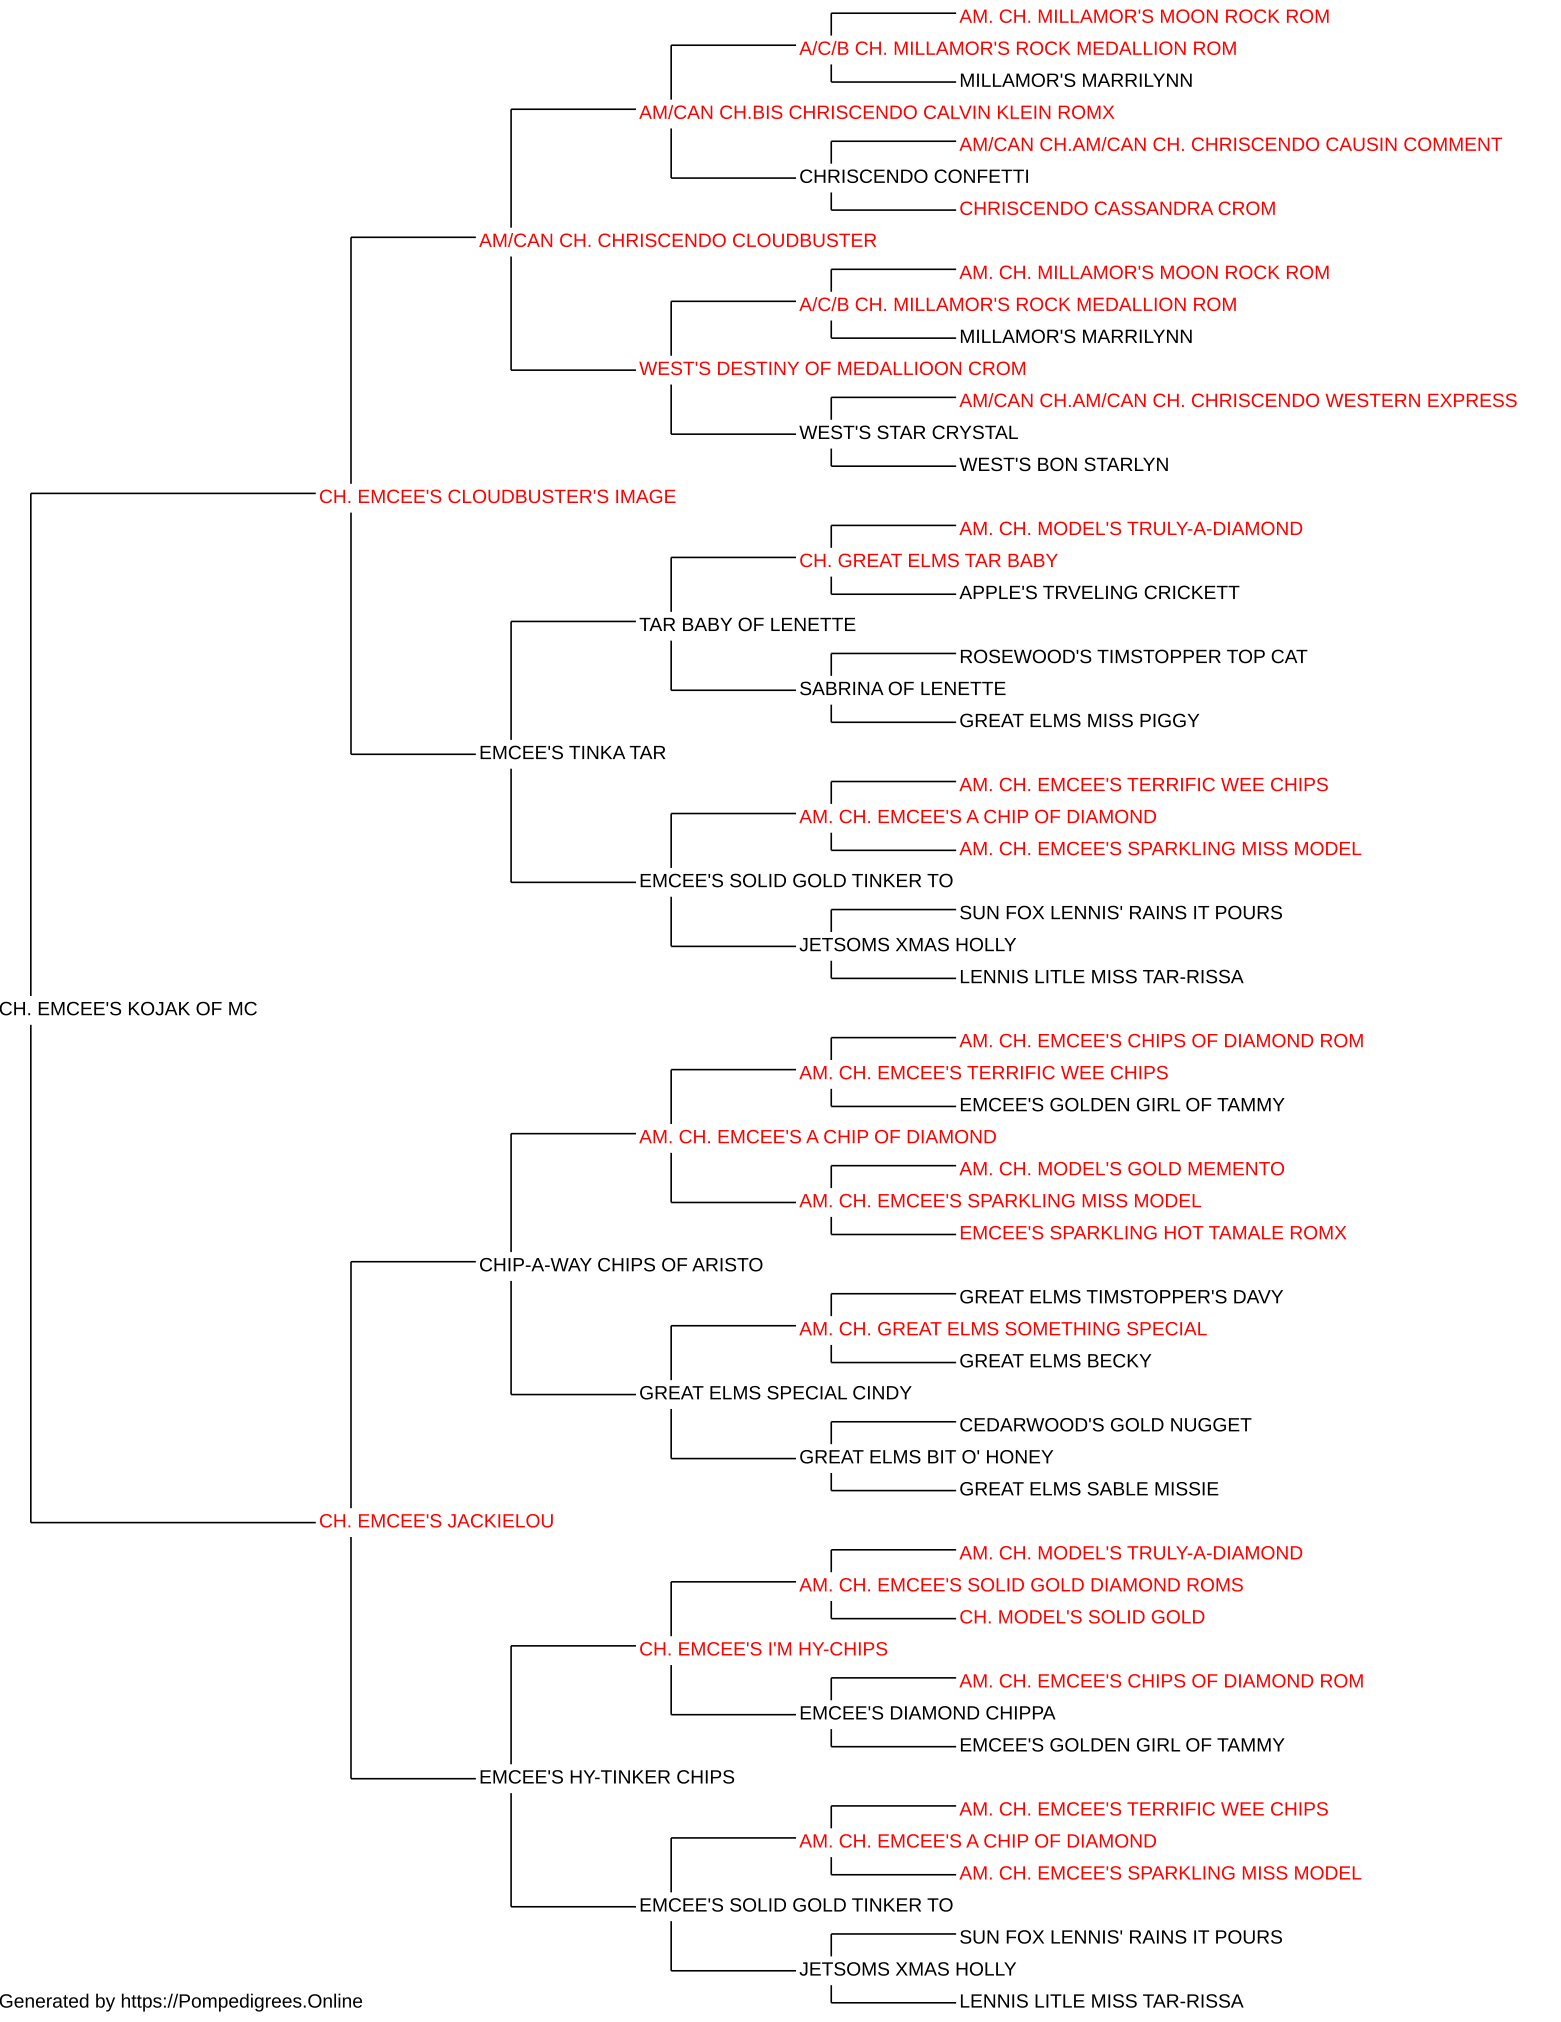 AM. CH. MILLAMOR'S MOON ROCK ROM
A/C/B CH. MILLAMOR'S ROCK MEDALLION ROM
MILLAMOR'S MARRILYNN
AM/CAN CH.BIS CHRISCENDO CALVIN KLEIN ROMX
AM/CAN CH.AM/CAN CH. CHRISCENDO CAUSIN COMMENT
CHRISCENDO CONFETTI
CHRISCENDO CASSANDRA CROM
AM/CAN CH. CHRISCENDO CLOUDBUSTER
AM. CH. MILLAMOR'S MOON ROCK ROM
A/C/B CH. MILLAMOR'S ROCK MEDALLION ROM
MILLAMOR'S MARRILYNN
WEST'S DESTINY OF MEDALLIOON CROM
AM/CAN CH.AM/CAN CH. CHRISCENDO WESTERN EXPRESS
WEST'S STAR CRYSTAL
WEST'S BON STARLYN
CH. EMCEE'S CLOUDBUSTER'S IMAGE
AM. CH. MODEL'S TRULY-A-DIAMOND
CH. GREAT ELMS TAR BABY
APPLE'S TRVELING CRICKETT
TAR BABY OF LENETTE
ROSEWOOD'S TIMSTOPPER TOP CAT
SABRINA OF LENETTE
GREAT ELMS MISS PIGGY
EMCEE'S TINKA TAR
AM. CH. EMCEE'S TERRIFIC WEE CHIPS
AM. CH. EMCEE'S A CHIP OF DIAMOND
AM. CH. EMCEE'S SPARKLING MISS MODEL
EMCEE'S SOLID GOLD TINKER TO
SUN FOX LENNIS' RAINS IT POURS
JETSOMS XMAS HOLLY
LENNIS LITLE MISS TAR-RISSA
CH. EMCEE'S KOJAK OF MC
AM. CH. EMCEE'S CHIPS OF DIAMOND ROM
AM. CH. EMCEE'S TERRIFIC WEE CHIPS
EMCEE'S GOLDEN GIRL OF TAMMY
AM. CH. EMCEE'S A CHIP OF DIAMOND
AM. CH. MODEL'S GOLD MEMENTO
AM. CH. EMCEE'S SPARKLING MISS MODEL
EMCEE'S SPARKLING HOT TAMALE ROMX
CHIP-A-WAY CHIPS OF ARISTO
GREAT ELMS TIMSTOPPER'S DAVY
AM. CH. GREAT ELMS SOMETHING SPECIAL
GREAT ELMS BECKY
GREAT ELMS SPECIAL CINDY
CEDARWOOD'S GOLD NUGGET
GREAT ELMS BIT O' HONEY
GREAT ELMS SABLE MISSIE
CH. EMCEE'S JACKIELOU
AM. CH. MODEL'S TRULY-A-DIAMOND
AM. CH. EMCEE'S SOLID GOLD DIAMOND ROMS
CH. MODEL'S SOLID GOLD
CH. EMCEE'S I'M HY-CHIPS
AM. CH. EMCEE'S CHIPS OF DIAMOND ROM
EMCEE'S DIAMOND CHIPPA
EMCEE'S GOLDEN GIRL OF TAMMY
EMCEE'S HY-TINKER CHIPS
AM. CH. EMCEE'S TERRIFIC WEE CHIPS
AM. CH. EMCEE'S A CHIP OF DIAMOND
AM. CH. EMCEE'S SPARKLING MISS MODEL
EMCEE'S SOLID GOLD TINKER TO
SUN FOX LENNIS' RAINS IT POURS
JETSOMS XMAS HOLLY
LENNIS LITLE MISS TAR-RISSA
Generated by https://Pompedigrees.Online